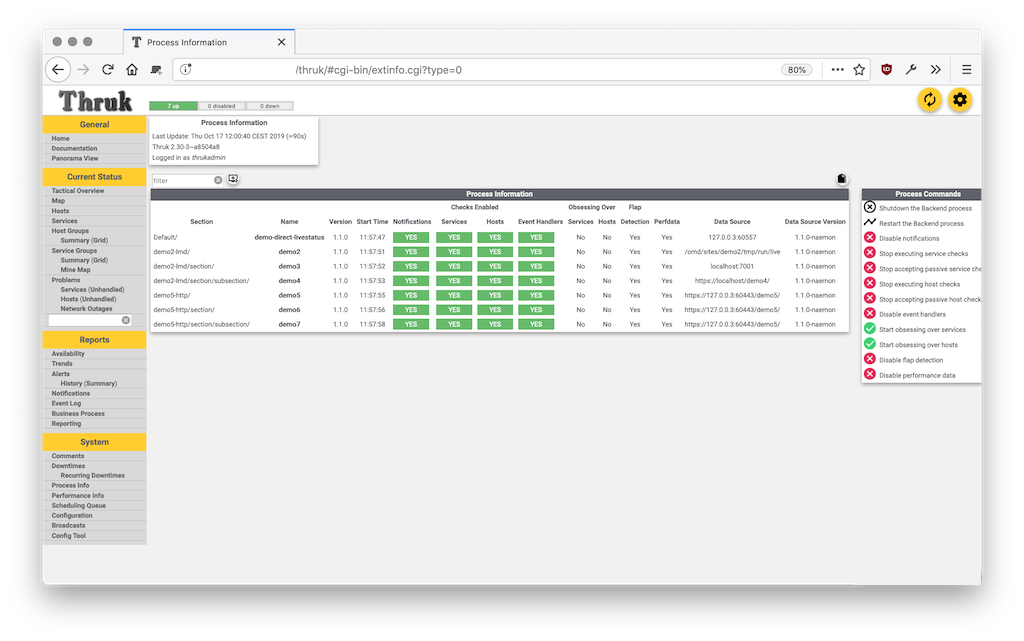 Process Information
/thruk/#cgi-bin/extinfo.cgi?type=0
80%
Thruk
7 up 0 disabled 0 down
General
Home
Documentation
Panorama View
Current Status
Tactical Overview
Map
Hosts
Services
Host Groups
Summary (Grid)
Service Groups
Summary (Grid)
Mine Map
Problems
Services (Unhandled)
Hosts (Unhandled)
Network Outages
Reports
Availability
Trends
Alerts
History (Summary)
Notifications
Event Log
Business Process
Reporting
System
Comments
Downtimes
Recurring Downtimes
Process Info
Performance Info
Scheduling Queue
Configuration
Broadcasts
Config Tool
Process Information
Last Update: Thu Oct 17 12:00:40 CEST 2019 (∞90s)
Thruk 2.30-3~a8504a8
Logged in as thrukadmin
filter
Process Information
Checks Enabled Obsessing Over Flap
Section Name Version Start Time Notifications Services Hosts Event Handlers Services Hosts Detection Perfdata Data Source Data Source Version
Default/ demo-direct-livestatus 1.1.0 11:57:47 YES YES YES YES No No Yes Yes 127.0.0.3:60557 1.1.0-naemon
demo2-lmd/ demo2 1.1.0 11:57:51 YES YES YES YES No No Yes Yes /omd/sites/demo2/tmp/run/live 1.1.0-naemon
demo2-lmd/section/ demo3 1.1.0 11:57:52 YES YES YES YES No No Yes Yes localhost:7001 1.1.0-naemon
demo2-lmd/section/subsection/ demo4 1.1.0 11:57:53 YES YES YES YES No No Yes Yes https://localhost/demo4/ 1.1.0-naemon
demo5-http/ demo5 1.1.0 11:57:55 YES YES YES YES No No Yes Yes https://127.0.0.3:60443/demo5/ 1.1.0-naemon
demo5-http/section/ demo6 1.1.0 11:57:56 YES YES YES YES No No Yes Yes https://127.0.0.3:60443/demo5/ 1.1.0-naemon
demo5-http/section/subsection/ demo7 1.1.0 11:57:58 YES YES YES YES No No Yes Yes https://127.0.0.3:60443/demo5/ 1.1.0-naemon
Process Commands
Shutdown the Backend process
Restart the Backend process
Disable notifications
Stop executing service checks
Stop accepting passive service che
Stop executing host checks
Stop accepting passive host check
Disable event handlers
Start obsessing over services
Start obsessing over hosts
Disable flap detection
Disable performance data